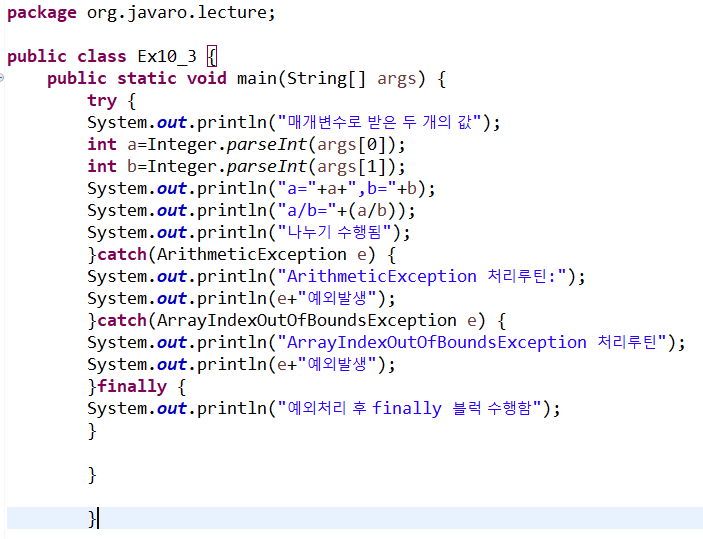 package org.javaro.lecture;
public class Ex10_3 {
public static void main(String[] args) {
try {
System.out.println("매개변수로 받은 두 개의 값");
int a=Integer.parseInt(args[0]);
int b=Integer.parseInt(args[1]);
System.out.println("a="+a+",b="+b);
System.out.println("a/b="+(a/b));
System.out.println("나누기 수행됨");
}catch(ArithmeticException e) {
System.out.println("ArithmeticException 처리루틴:");
System.out.println(e+"예외발생");
}catch(ArrayIndexOutOfBoundsException e) {
System.out.println("ArrayIndexOutOfBoundsException 처리루틴");
System.out.println(e+"예외발생");
}finally {
System.out.println("예외처리 후 finally 블럭 수행함");
}
}
}